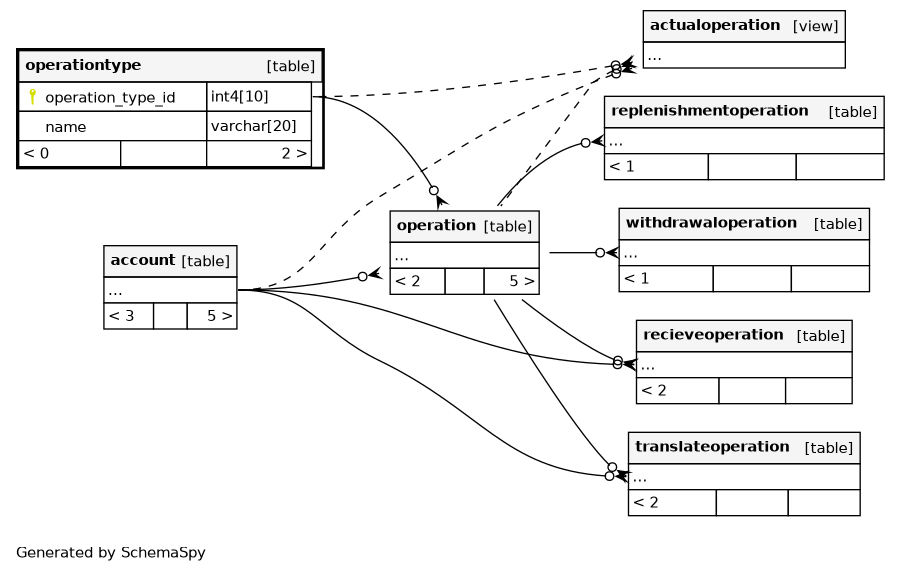 operationtype [table]
operation_type_id int4[10]
name varchar[20]
< 0 2 >
account [table]
...
< 3 5 >
operation [table]
...
< 2 5 >
actualoperation [view]
...
replenishmentoperation [table]
...
< 1
withdrawaloperation [table]
...
< 1
recieveoperation [table]
...
< 2
translateoperation [table]
...
< 2
Generated by SchemaSpy